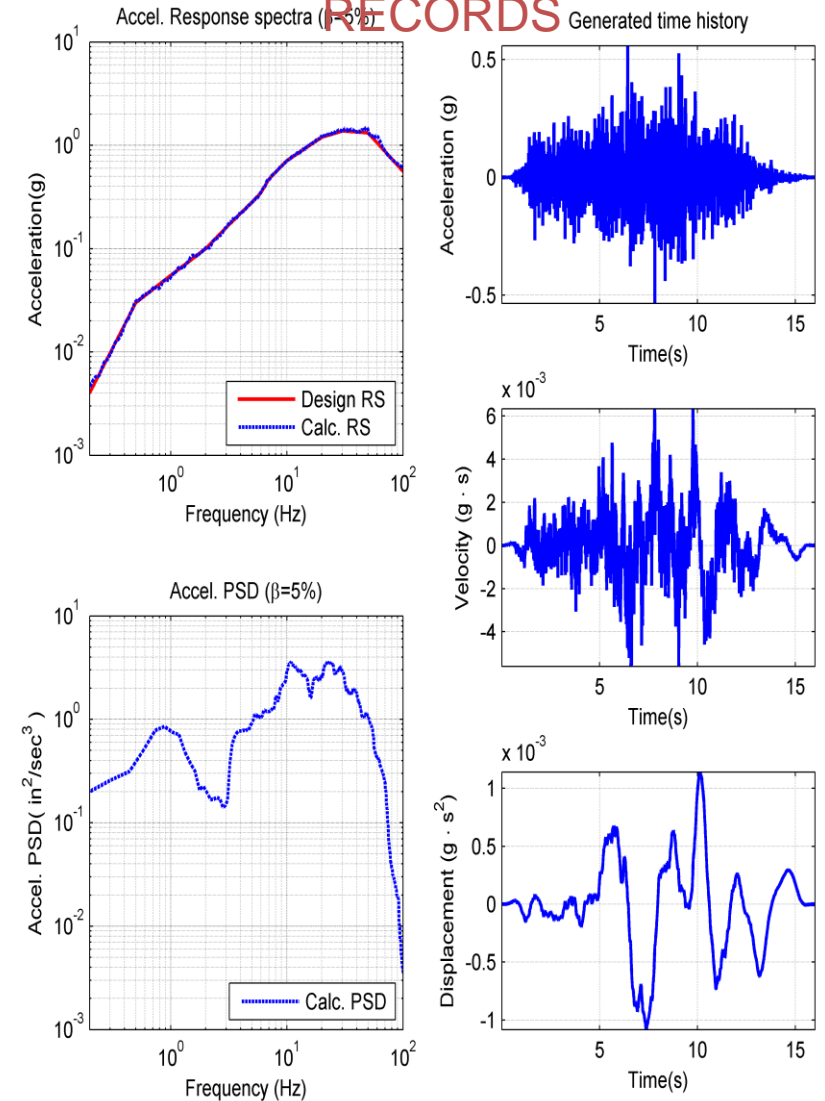 RECORDS
Accel. Response spectra (β=5%)
10^1
10^0
10^-1
10^-2
10^-3
Acceleration(g)
Design RS
Calc. RS
10^0 10^1 10^2
Frequency (Hz)
Accel. PSD (β=5%)
10^1
10^0
10^-1
10^-2
10^-3
Accel. PSD( in^2/sec^3 )
Calc. PSD
10^0 10^1 10^2
Frequency (Hz)
Generated time history
0.5
0
-0.5
Acceleration (g)
5 10 15
Time(s)
x 10^-3
6
4
2
0
-2
-4
Velocity (g · s)
5 10 15
Time(s)
x 10^-3
1
0.5
0
-0.5
-1
Displacement (g · s^2)
5 10 15
Time(s)